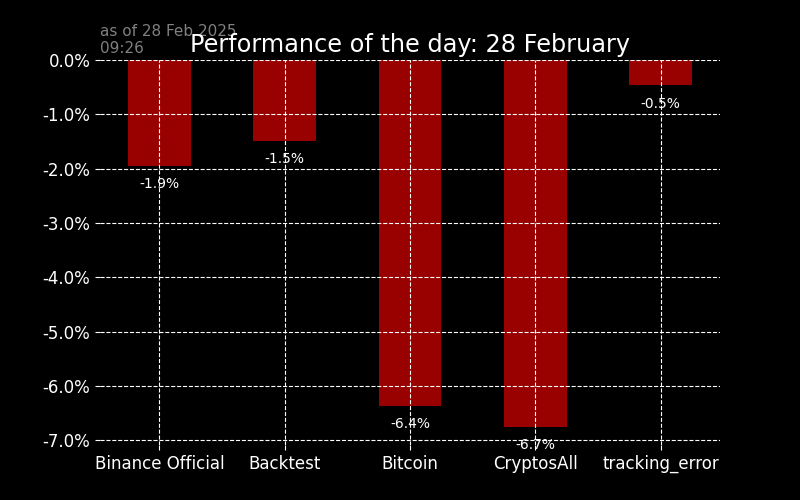 as of 28 Feb 2025
09:26
Performance of the day: 28 February
0.0%
-1.0%
-2.0%
-3.0%
-4.0%
-5.0%
-6.0%
-7.0%
-1.9%
-1.5%
-6.4%
-6.7%
-0.5%
Binance Official
Backtest
Bitcoin
CryptosAll
tracking_error